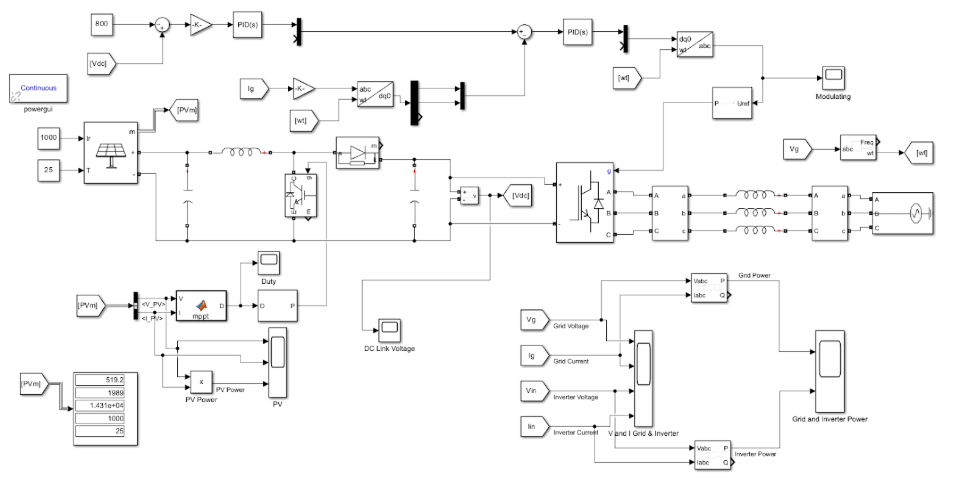 800
-K-
PID(s)
PID(s)
dq0
wt
abc
[Vdc]
[wt]
Modulating
Continuous
powergui
Ig
-K-
abc
wt
dq0
[wt]
P
Uref
[PVm]
1000
Ir
m
+
25
T
-
m
Vg
abc
Freq
wt
[wt]
g
C
E
m
+
-
v
[Vdc]
g
+
-
A
B
C
A
B
C
a
b
c
a
b
c
A
B
C
A
B
C
Duty
[PVm]
<V_PV>
<I_PV>
V
I
D
mppt
D
P
DC Link Voltage
x
PV Power
PV Power
PV
[PVm]
519.2
1989
1.431e+04
1000
25
Vabc
Iabc
P
Q
Grid Power
Vg
Grid Voltage
Ig
Grid Current
Vin
Inverter Voltage
Iin
Inverter Current
V and I Grid & Inverter
Grid and Inverter Power
Vabc
Iabc
P
Q
Inverter Power